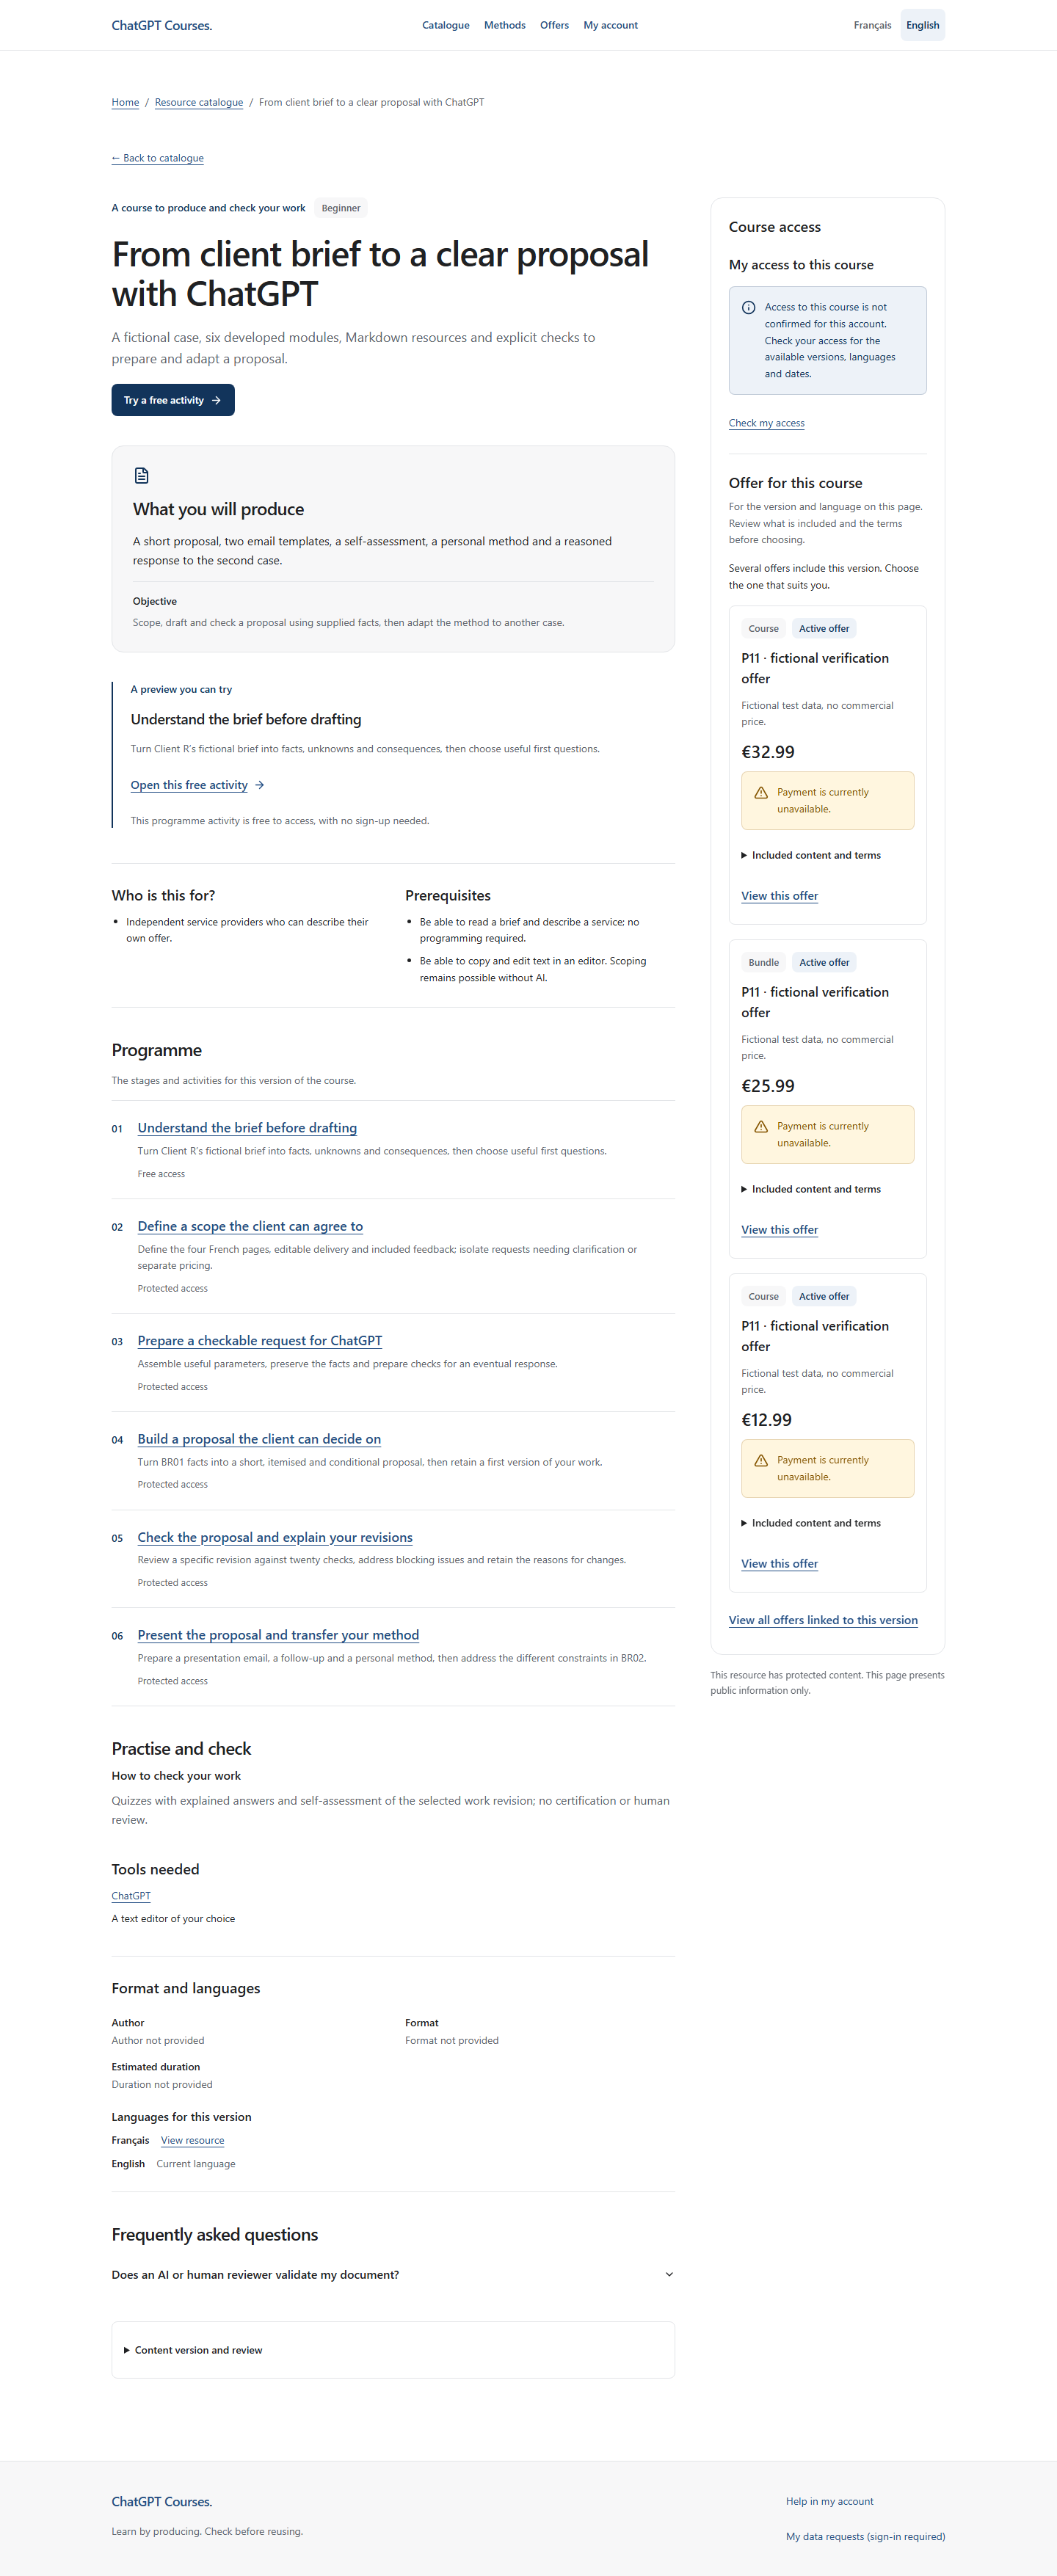 ChatGPT Courses.
Catalogue
Methods
Offers
My account
Français
English
Home / Resource catalogue / From client brief to a clear proposal with ChatGPT
← Back to catalogue
A course to produce and check your work
Beginner
From client brief to a clear proposal
with ChatGPT
A fictional case, six developed modules, Markdown resources and explicit checks to
prepare and adapt a proposal.
Try a free activity →
What you will produce
A short proposal, two email templates, a self-assessment, a personal method and a reasoned
response to the second case.
Objective
Scope, draft and check a proposal using supplied facts, then adapt the method to another case.
A preview you can try
Understand the brief before drafting
Turn Client R's fictional brief into facts, unknowns and consequences, then choose useful first questions.
Open this free activity →
This programme activity is free to access, with no sign-up needed.
Who is this for?
• Independent service providers who can describe their
own offer.
Prerequisites
• Be able to read a brief and describe a service; no
programming required.
• Be able to copy and edit text in an editor. Scoping
remains possible without AI.
Programme
The stages and activities for this version of the course.
01 Understand the brief before drafting
Turn Client R's fictional brief into facts, unknowns and consequences, then choose useful first questions.
Free access
02 Define a scope the client can agree to
Define the four French pages, editable delivery and included feedback; isolate requests needing clarification or
separate pricing.
Protected access
03 Prepare a checkable request for ChatGPT
Assemble useful parameters, preserve the facts and prepare checks for an eventual response.
Protected access
04 Build a proposal the client can decide on
Turn BR01 facts into a short, itemised and conditional proposal, then retain a first version of your work.
Protected access
05 Check the proposal and explain your revisions
Review a specific revision against twenty checks, address blocking issues and retain the reasons for changes.
Protected access
06 Present the proposal and transfer your method
Prepare a presentation email, a follow-up and a personal method, then address the different constraints in BR02.
Protected access
Practise and check
How to check your work
Quizzes with explained answers and self-assessment of the selected work revision; no certification or human
review.
Tools needed
ChatGPT
A text editor of your choice
Format and languages
Author
Author not provided
Format
Format not provided
Estimated duration
Duration not provided
Languages for this version
Français View resource
English Current language
Frequently asked questions
Does an AI or human reviewer validate my document?
▶ Content version and review
Course access
My access to this course
Access to this course is not
confirmed for this account.
Check your access for the
available versions, languages
and dates.
Check my access
Offer for this course
For the version and language on this page.
Review what is included and the terms
before choosing.
Several offers include this version. Choose
the one that suits you.
Course
Active offer
P11 · fictional verification
offer
Fictional test data, no commercial
price.
€32.99
Payment is currently
unavailable.
▶ Included content and terms
View this offer
Bundle
Active offer
P11 · fictional verification
offer
Fictional test data, no commercial
price.
€25.99
Payment is currently
unavailable.
▶ Included content and terms
View this offer
Course
Active offer
P11 · fictional verification
offer
Fictional test data, no commercial
price.
€12.99
Payment is currently
unavailable.
▶ Included content and terms
View this offer
View all offers linked to this version
This resource has protected content. This page presents
public information only.
ChatGPT Courses.
Learn by producing. Check before reusing.
Help in my account
My data requests (sign-in required)